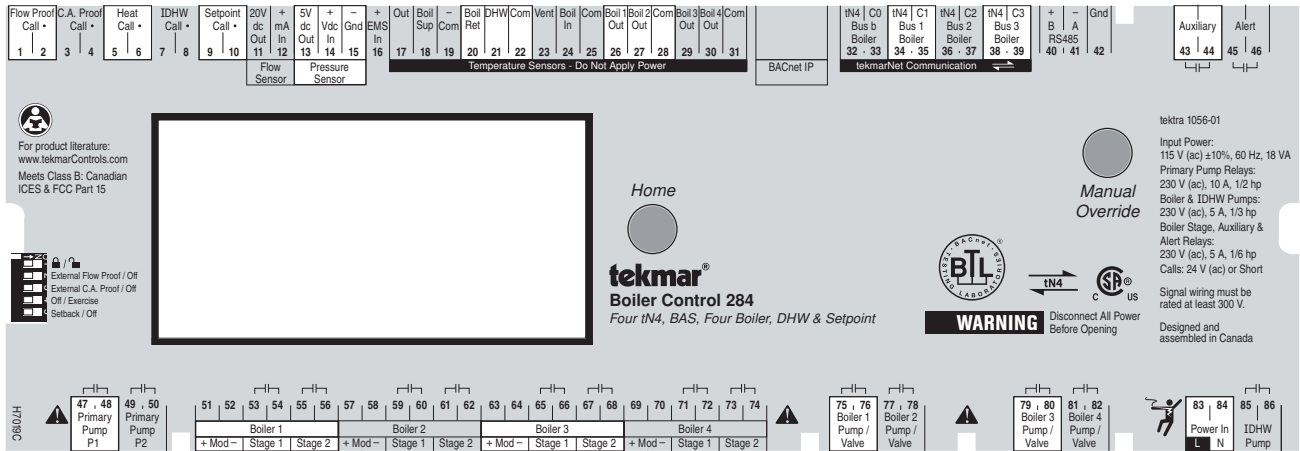 Flow Proof Call •
1 2
C.A. Proof Call •
3 4
Heat Call •
5 6
IDHW Call •
7 8
Setpoint Call •
9 10
20V dc Out
11
+ mA In
12
Flow Sensor
5V dc Out
13
+ Vdc In
14
– Gnd
15
Pressure Sensor
+ EMS In
16
Out
17
Boil Sup
18
– Com
19
Boil Ret
20
DHW
21
Com
22
Vent
23
Boil In
24
Com
25
Boil 1 Out
26
Boil 2 Out
27
Com
28
Boil 3 Out
29
Boil 4 Out
30
Com
31
Temperature Sensors - Do Not Apply Power
BACnet IP
tN4 C0
Bus b
Boiler
32 · 33
tN4 C1
Bus 1
Boiler
34 · 35
tN4 C2
Bus 2
Boiler
36 · 37
tN4 C3
Bus 3
Boiler
38 · 39
tekmarNet Communication
+ –
B A
RS485
40 41
Gnd
42
Auxiliary
43 44
Alert
45 46
For product literature:
www.tekmarControls.com
Meets Class B: Canadian
ICES & FCC Part 15
External Flow Proof / Off
External C.A. Proof / Off
Off / Exercise
Setback / Off
Home
tekmar®
Boiler Control 284
Four tN4, BAS, Four Boiler, DHW & Setpoint
Manual
Override
BACnet
TESTING LABORATORIES
BTL ®
tN4
C SA ® US
WARNING
Disconnect All Power
Before Opening
tektra 1056-01
Input Power:
115 V (ac) ±10%, 60 Hz, 18 VA
Primary Pump Relays:
230 V (ac), 10 A, 1/2 hp
Boiler & IDHW Pumps:
230 V (ac), 5 A, 1/3 hp
Boiler Stage, Auxiliary &
Alert Relays:
230 V (ac), 5 A, 1/6 hp
Calls: 24 V (ac) or Short
Signal wiring must be
rated at least 300 V.
Designed and
assembled in Canada
H7019C
47 48
Primary
Pump
P1
49 50
Primary
Pump
P2
51 52 53 54 55 56
Boiler 1
+ Mod – Stage 1 Stage 2
57 58 59 60 61 62
Boiler 2
+ Mod – Stage 1 Stage 2
63 64 65 66 67 68
Boiler 3
+ Mod – Stage 1 Stage 2
69 70 71 72 73 74
Boiler 4
+ Mod – Stage 1 Stage 2
75 76
Boiler 1
Pump /
Valve
77 78
Boiler 2
Pump /
Valve
79 80
Boiler 3
Pump /
Valve
81 82
Boiler 4
Pump /
Valve
83 84
Power In
L N
85 86
IDHW
Pump